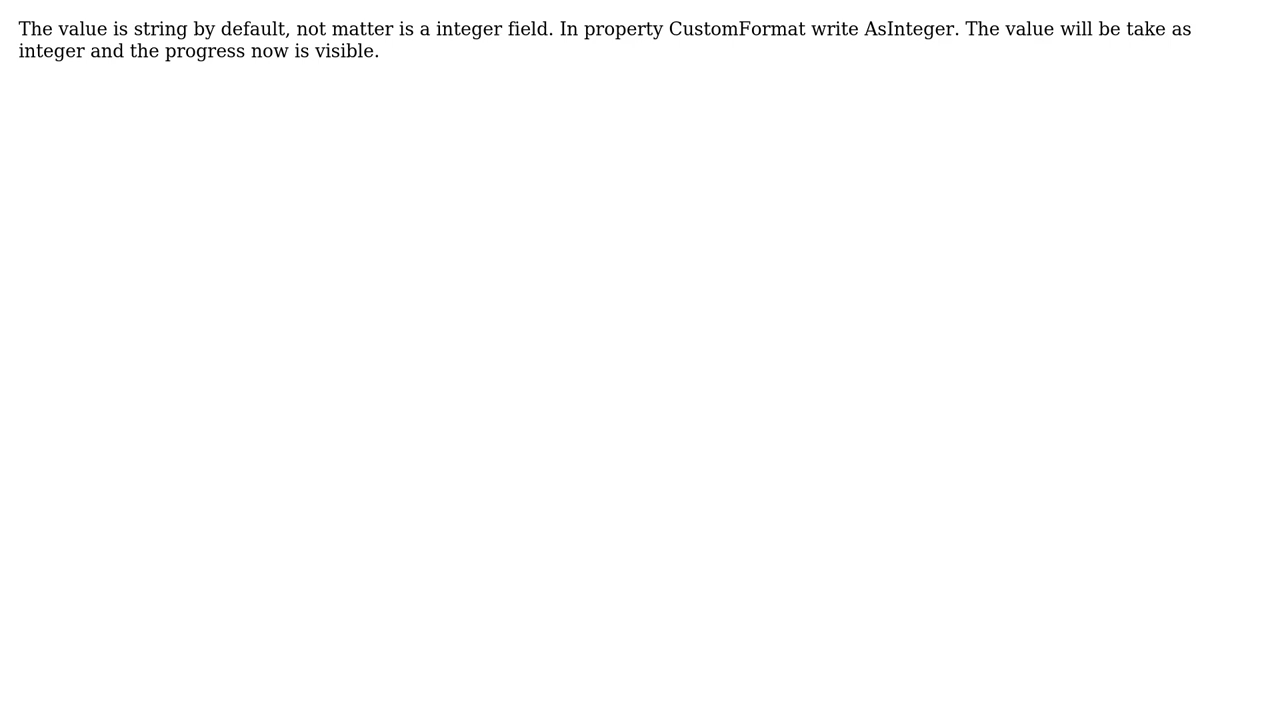 The value is string by default, not matter is a integer field. In property CustomFormat write AsInteger. The value will be take as
integer and the progress now is visible.